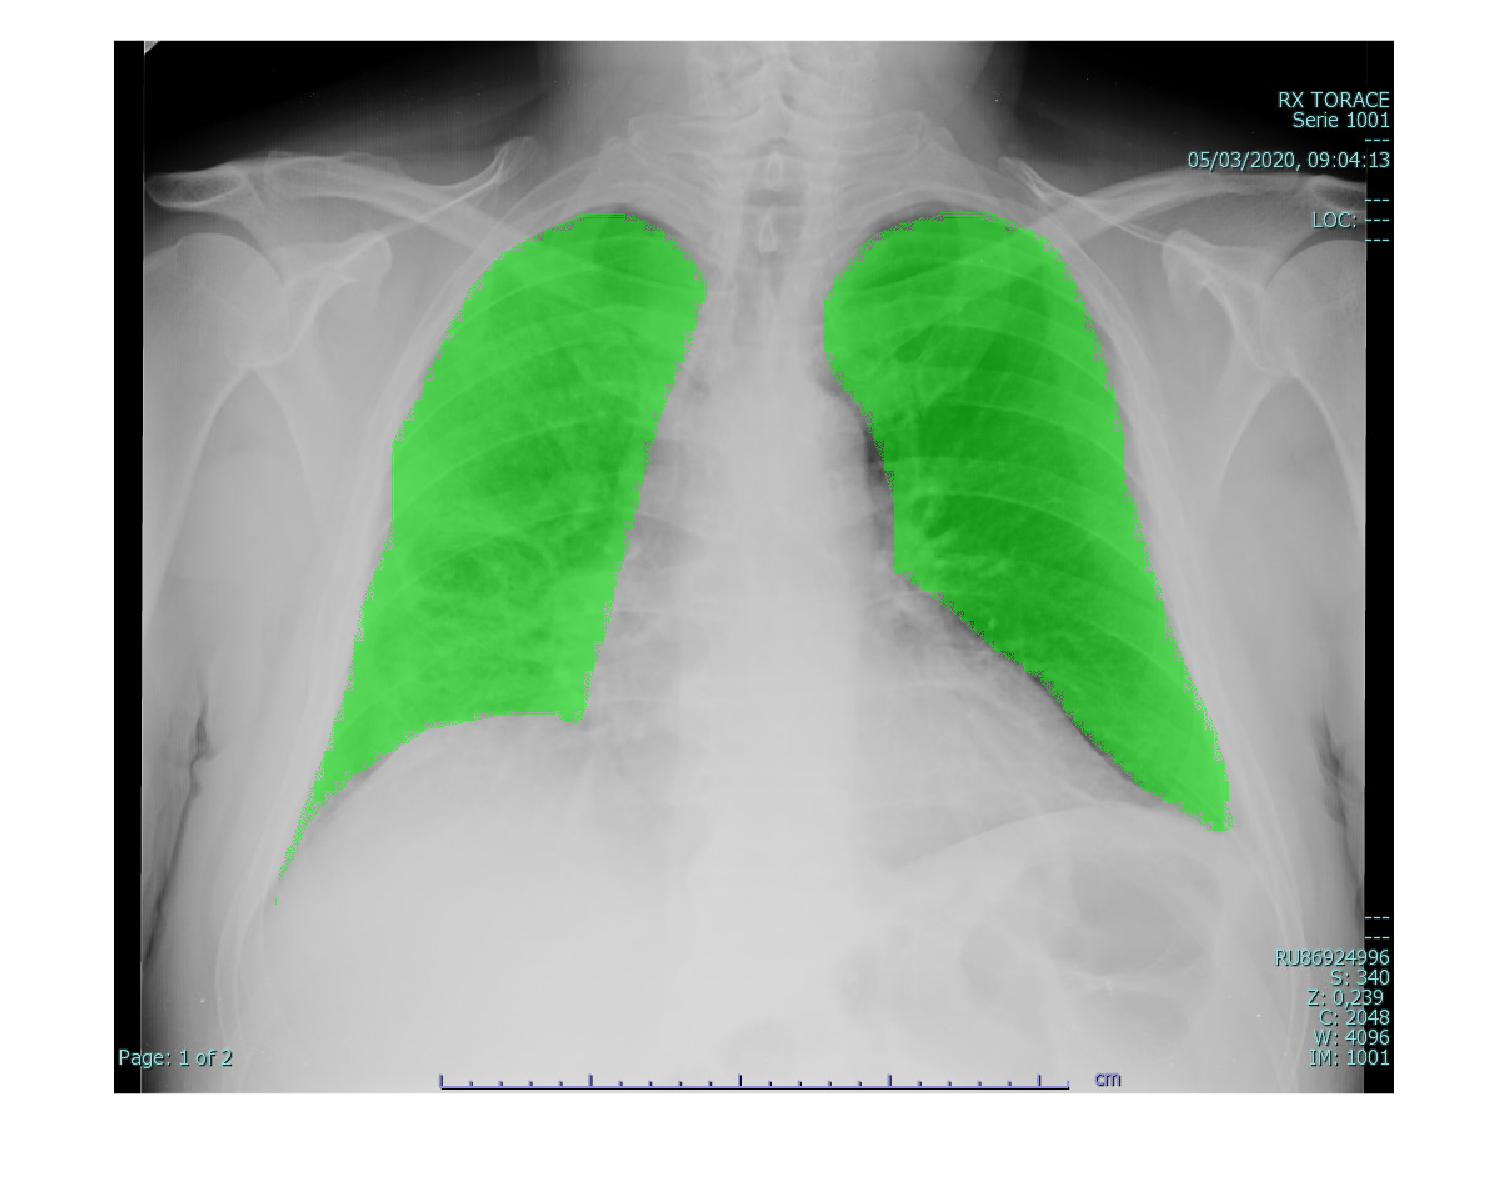 RX TORACE
Serie 1001
---
05/03/2020, 09:04:13
---
LOC: ---
---
---
---
RU86924996
S: 340
Z: 0,239
C: 2048
W: 4096
IM: 1001
Page: 1 of 2
cm